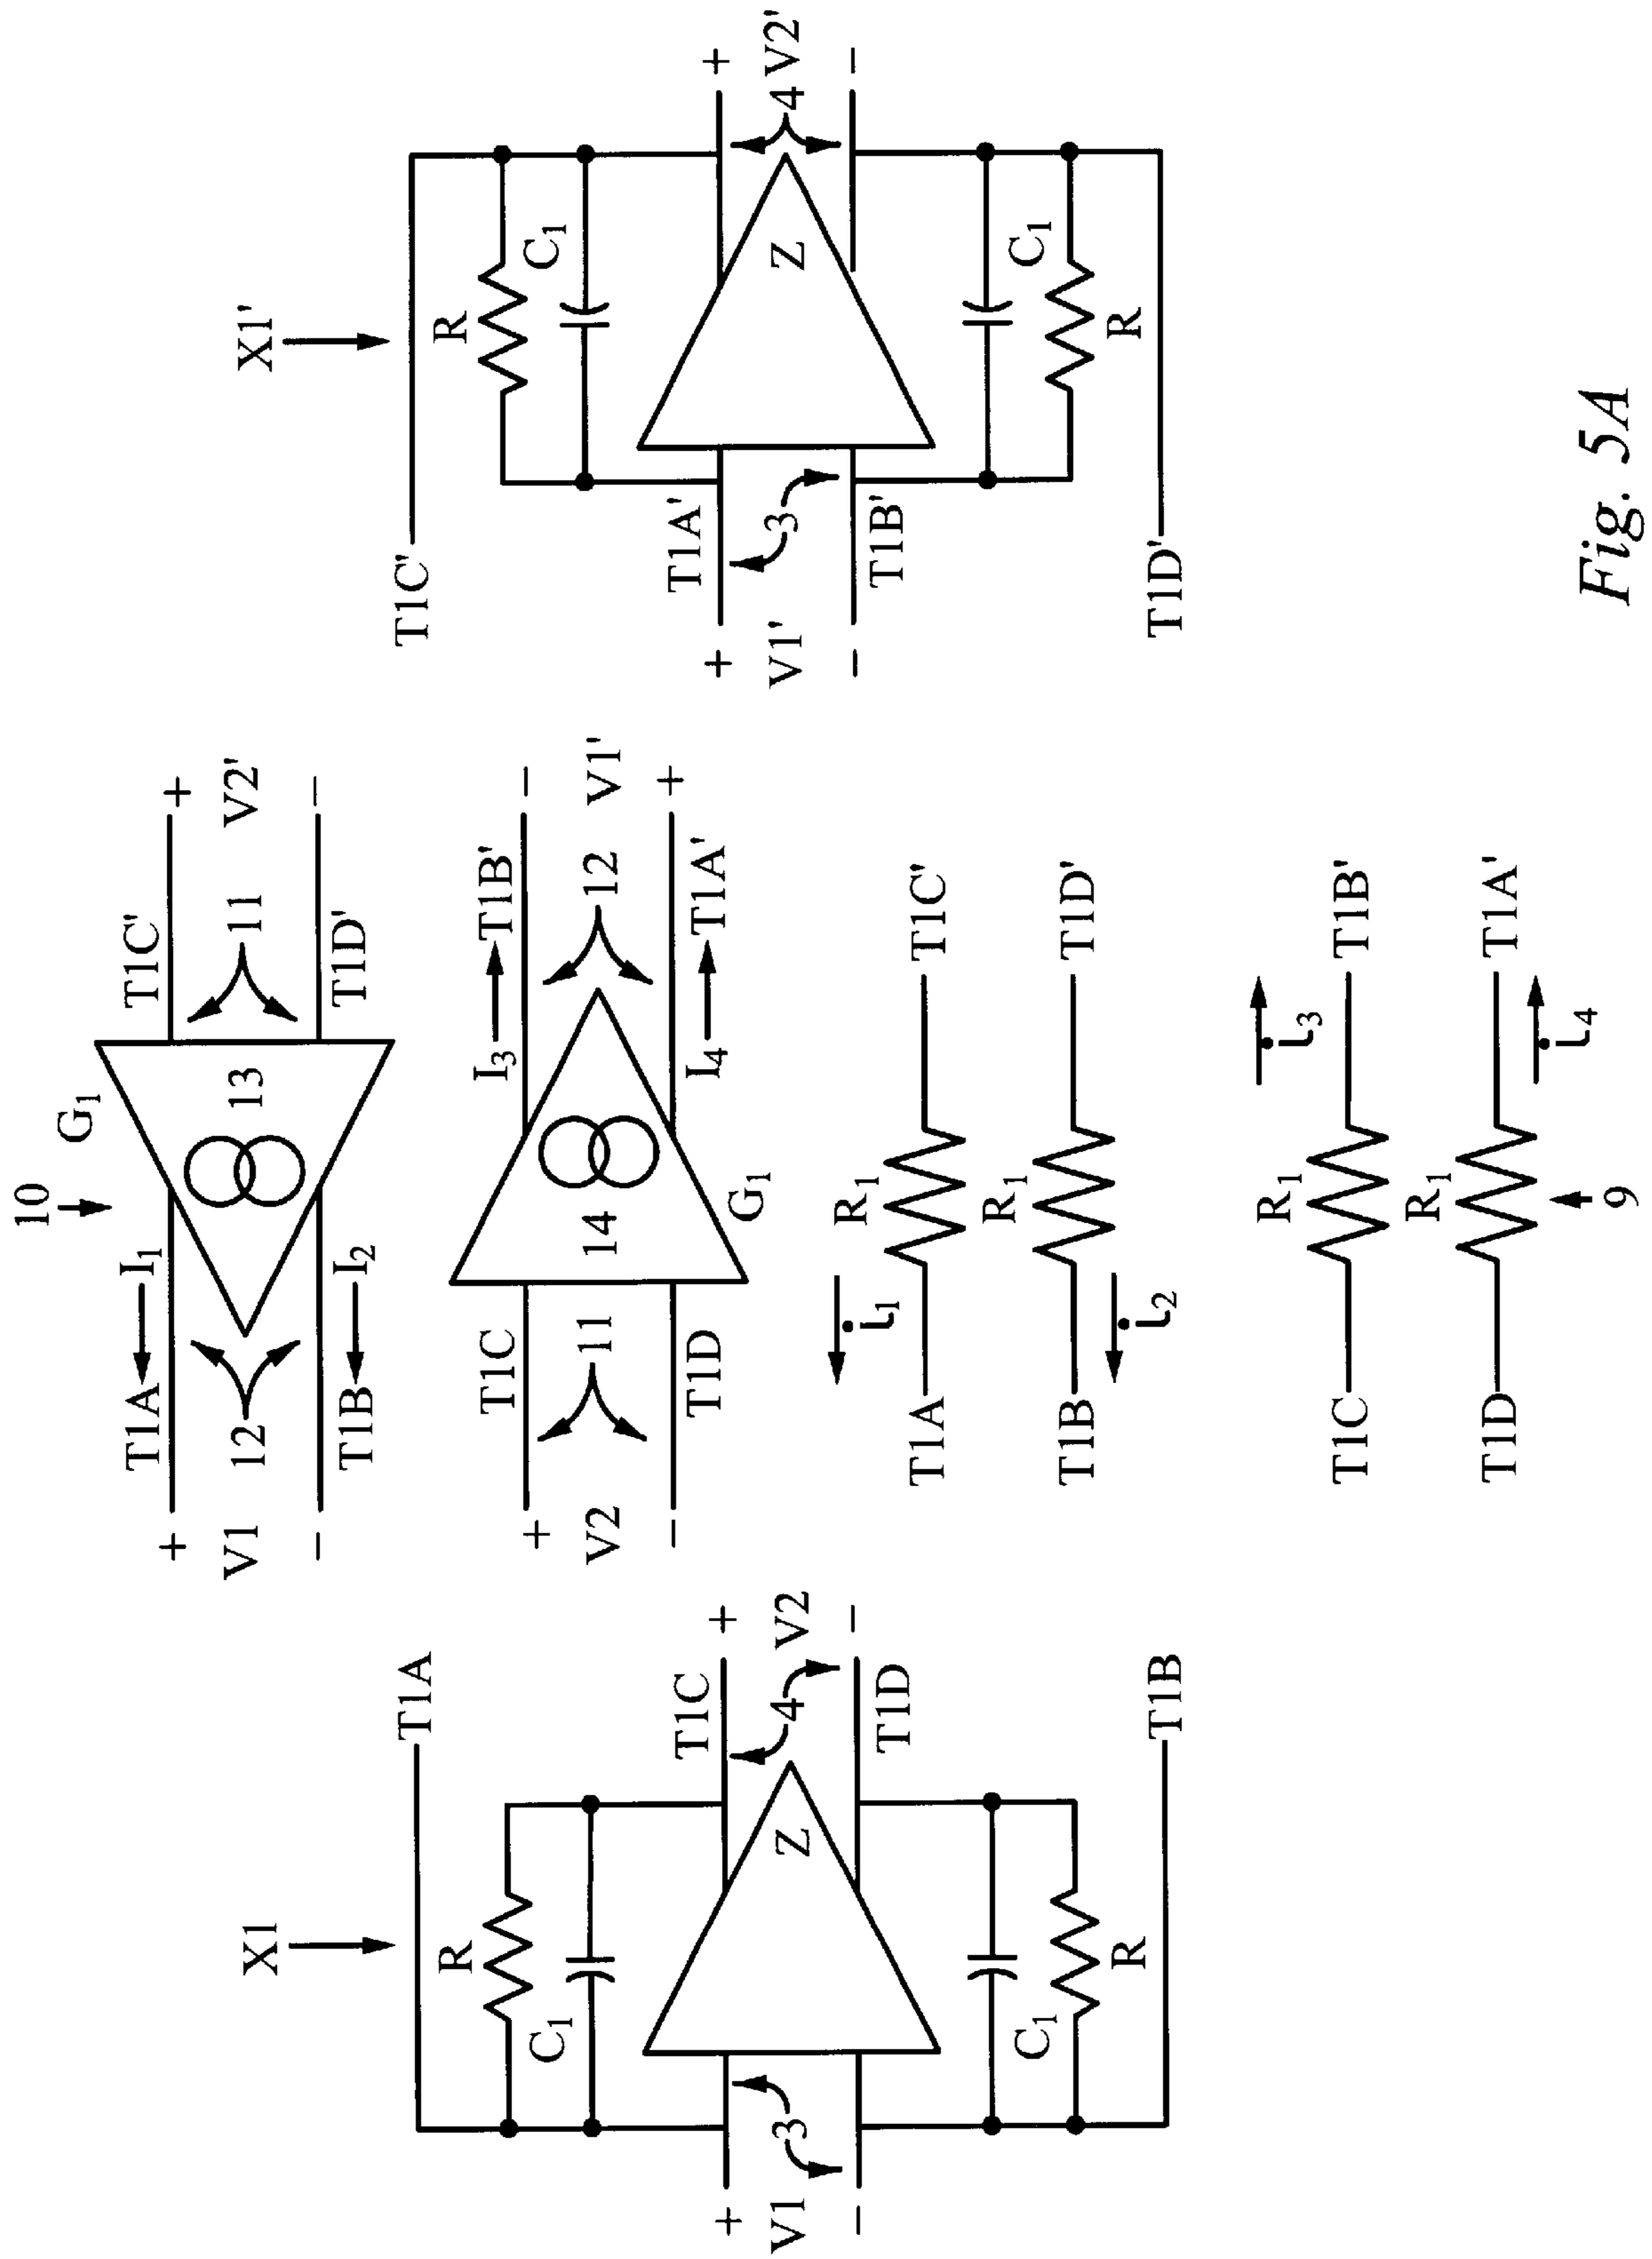 X1
T1A
R
C1
+
V1
−
3
Z
T1C
+
4
V2
−
T1D
C1
R
T1B
10
G1
T1A
I1
T1C'
+
V1
−
12
13
11
+
V2'
−
T1B
I2
T1D'
T1C
I3
T1B'
+
V2
−
11
14
12
−
V1'
+
T1D
G1
I4
T1A'
R1
T1A
T1C'
i1
R1
T1B
T1D'
i2
R1
i3
T1C
T1B'
R1
T1D
T1A'
i4
9
X1'
T1C'
R
C1
T1A'
+
V1'
−
3
Z
+
4
V2'
−
T1B'
C1
R
T1D'
Fig. 5A